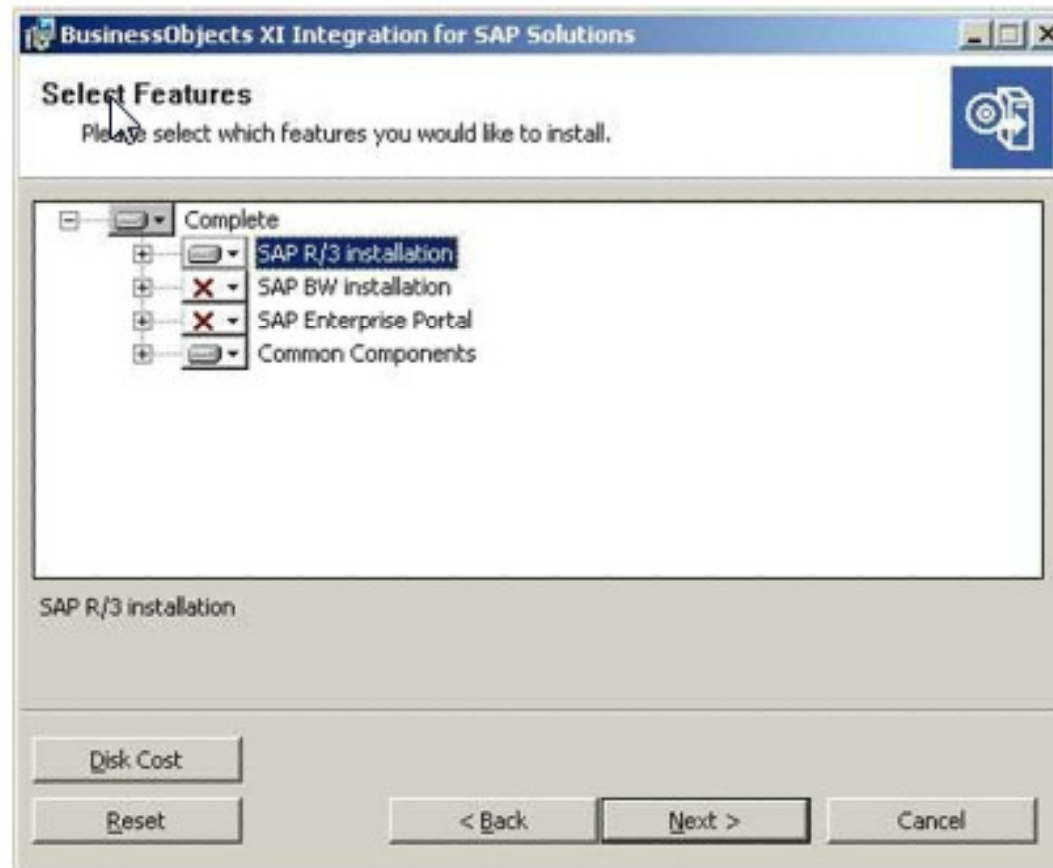 BusinessObjects XI Integration for SAP Solutions
Select Features
Please select which features you would like to install.
Complete
SAP R/3 installation
SAP BW installation
SAP Enterprise Portal
Common Components
SAP R/3 installation
Disk Cost
Reset
< Back
Next >
Cancel